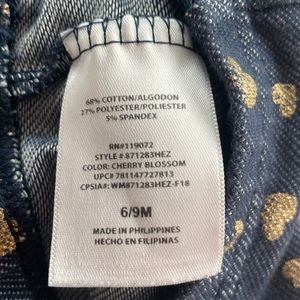 68% COTTON/ALGODON
27% POLYESTER/POLIESTER
5% SPANDEX
RN#119072
STYLE # 871283HEZ
COLOR: CHERRY BLOSSOM
UPC# 781147727813
CPSIA#: WM871283HEZ-F18
6/9M
MADE IN PHILIPPINES
HECHO EN FILIPINAS